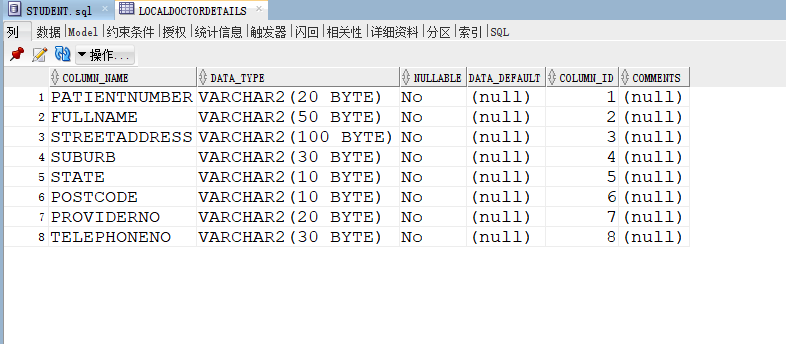 STUDENT.sql LOCALDOCTORDETAILS
列 数据 Model 约束条件 授权 统计信息 触发器 闪回 相关性 详细资料 分区 索引 SQL
操作...
COLUMN_NAME DATA_TYPE NULLABLE DATA_DEFAULT COLUMN_ID COMMENTS
1 PATIENTNUMBER VARCHAR2(20 BYTE) No (null) 1 (null)
2 FULLNAME VARCHAR2(50 BYTE) No (null) 2 (null)
3 STREETADDRESS VARCHAR2(100 BYTE) No (null) 3 (null)
4 SUBURB VARCHAR2(30 BYTE) No (null) 4 (null)
5 STATE VARCHAR2(10 BYTE) No (null) 5 (null)
6 POSTCODE VARCHAR2(10 BYTE) No (null) 6 (null)
7 PROVIDERNO VARCHAR2(20 BYTE) No (null) 7 (null)
8 TELEPHONENO VARCHAR2(30 BYTE) No (null) 8 (null)